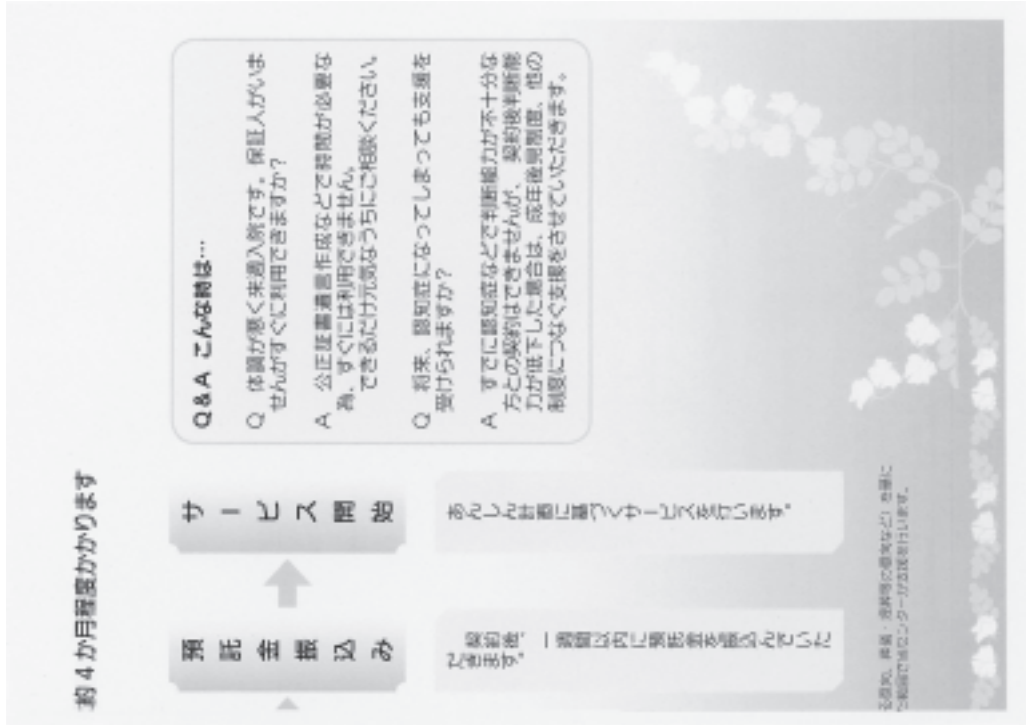 約４か月程度かかります
預託金振込み
契約後、一週間以内に預託金を振込んでいた
だきます。
サービス開始
あんしん計画に基づくサービスを行います。
Q＆A こんな時は…
Q 体調が悪く来週入院です。保証人がいま
せんがすぐに利用できますか？
A 公正証書遺言作成などで時間が必要な
為、すぐには利用できません。
できるだけ元気なうちにご相談ください。
Q 将来、認知症になってしまっても支援を
受けられますか？
A すでに認知症などで判断能力が不十分な
方との契約はできませんが、契約後判断能
力が低下した場合は、成年後見制度、他の
制度につなぐ支援をさせていただきます。